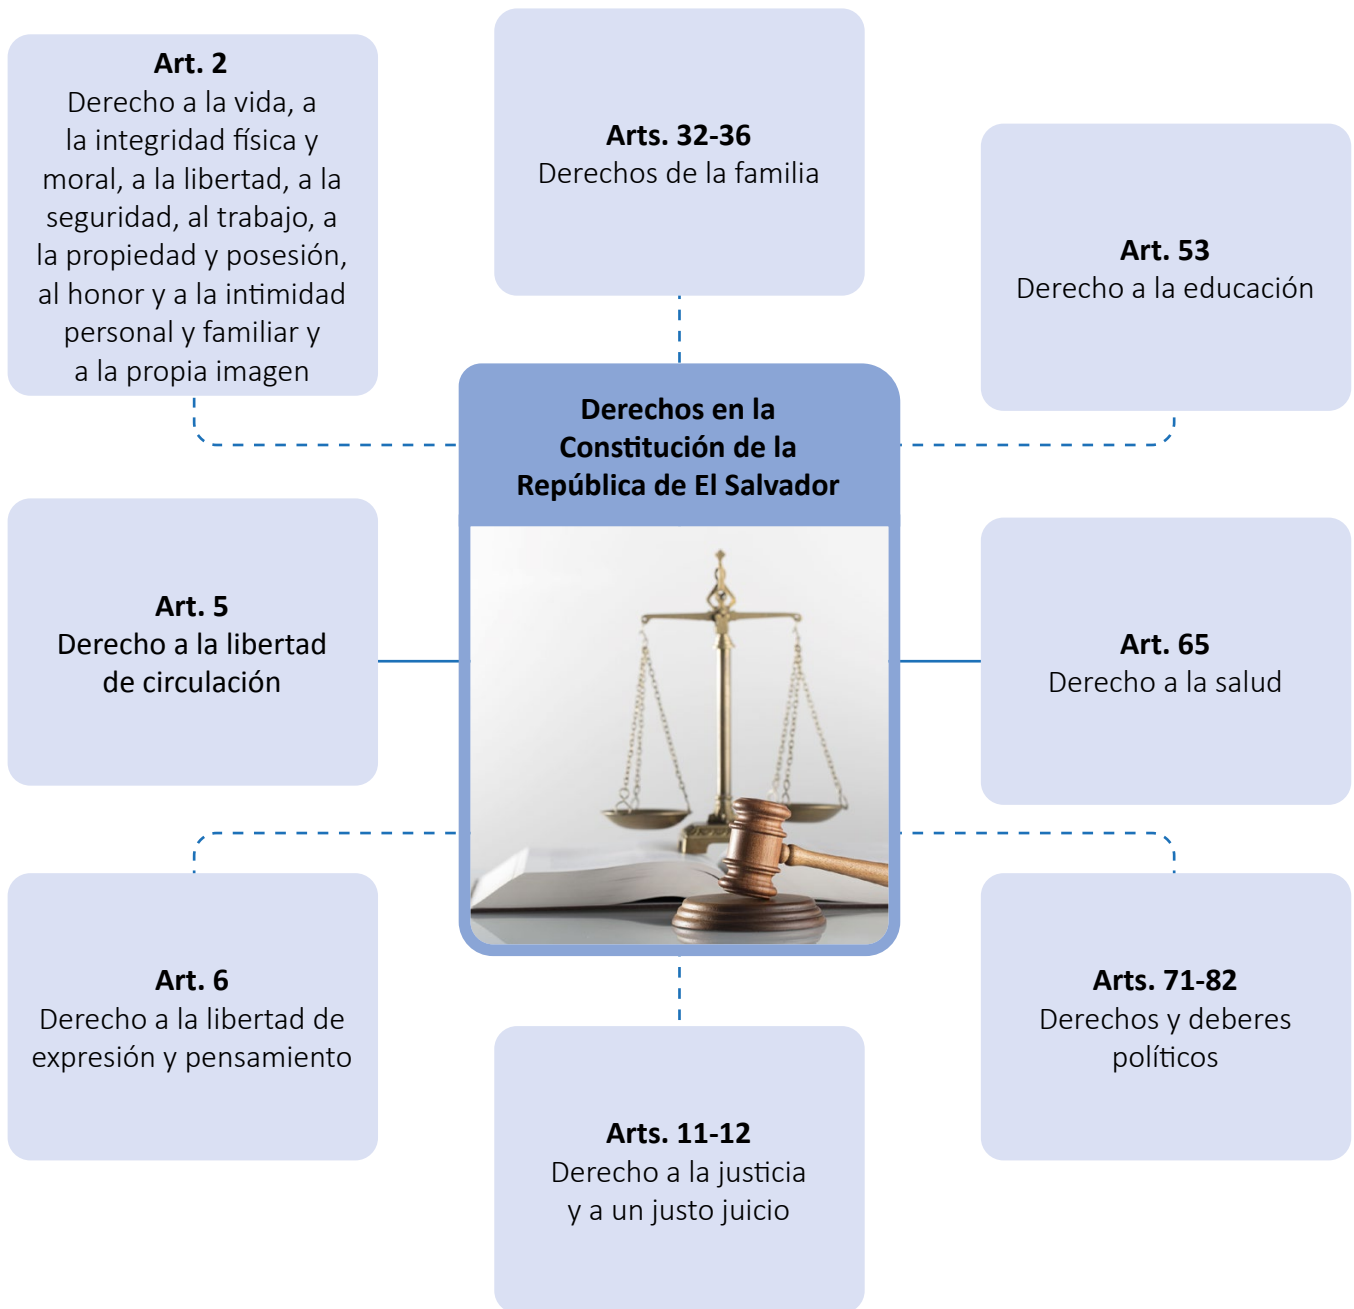 Art. 2
Derecho a la vida, a
la integridad física y
moral, a la libertad, a la
seguridad, al trabajo, a
la propiedad y posesión,
al honor y a la intimidad
personal y familiar y
a la propia imagen
Arts. 32-36
Derechos de la familia
Art. 53
Derecho a la educación
Derechos en la
Constitución de la
República de El Salvador
Art. 5
Derecho a la libertad
de circulación
Art. 65
Derecho a la salud
Art. 6
Derecho a la libertad de
expresión y pensamiento
Arts. 11-12
Derecho a la justicia
y a un justo juicio
Arts. 71-82
Derechos y deberes
políticos